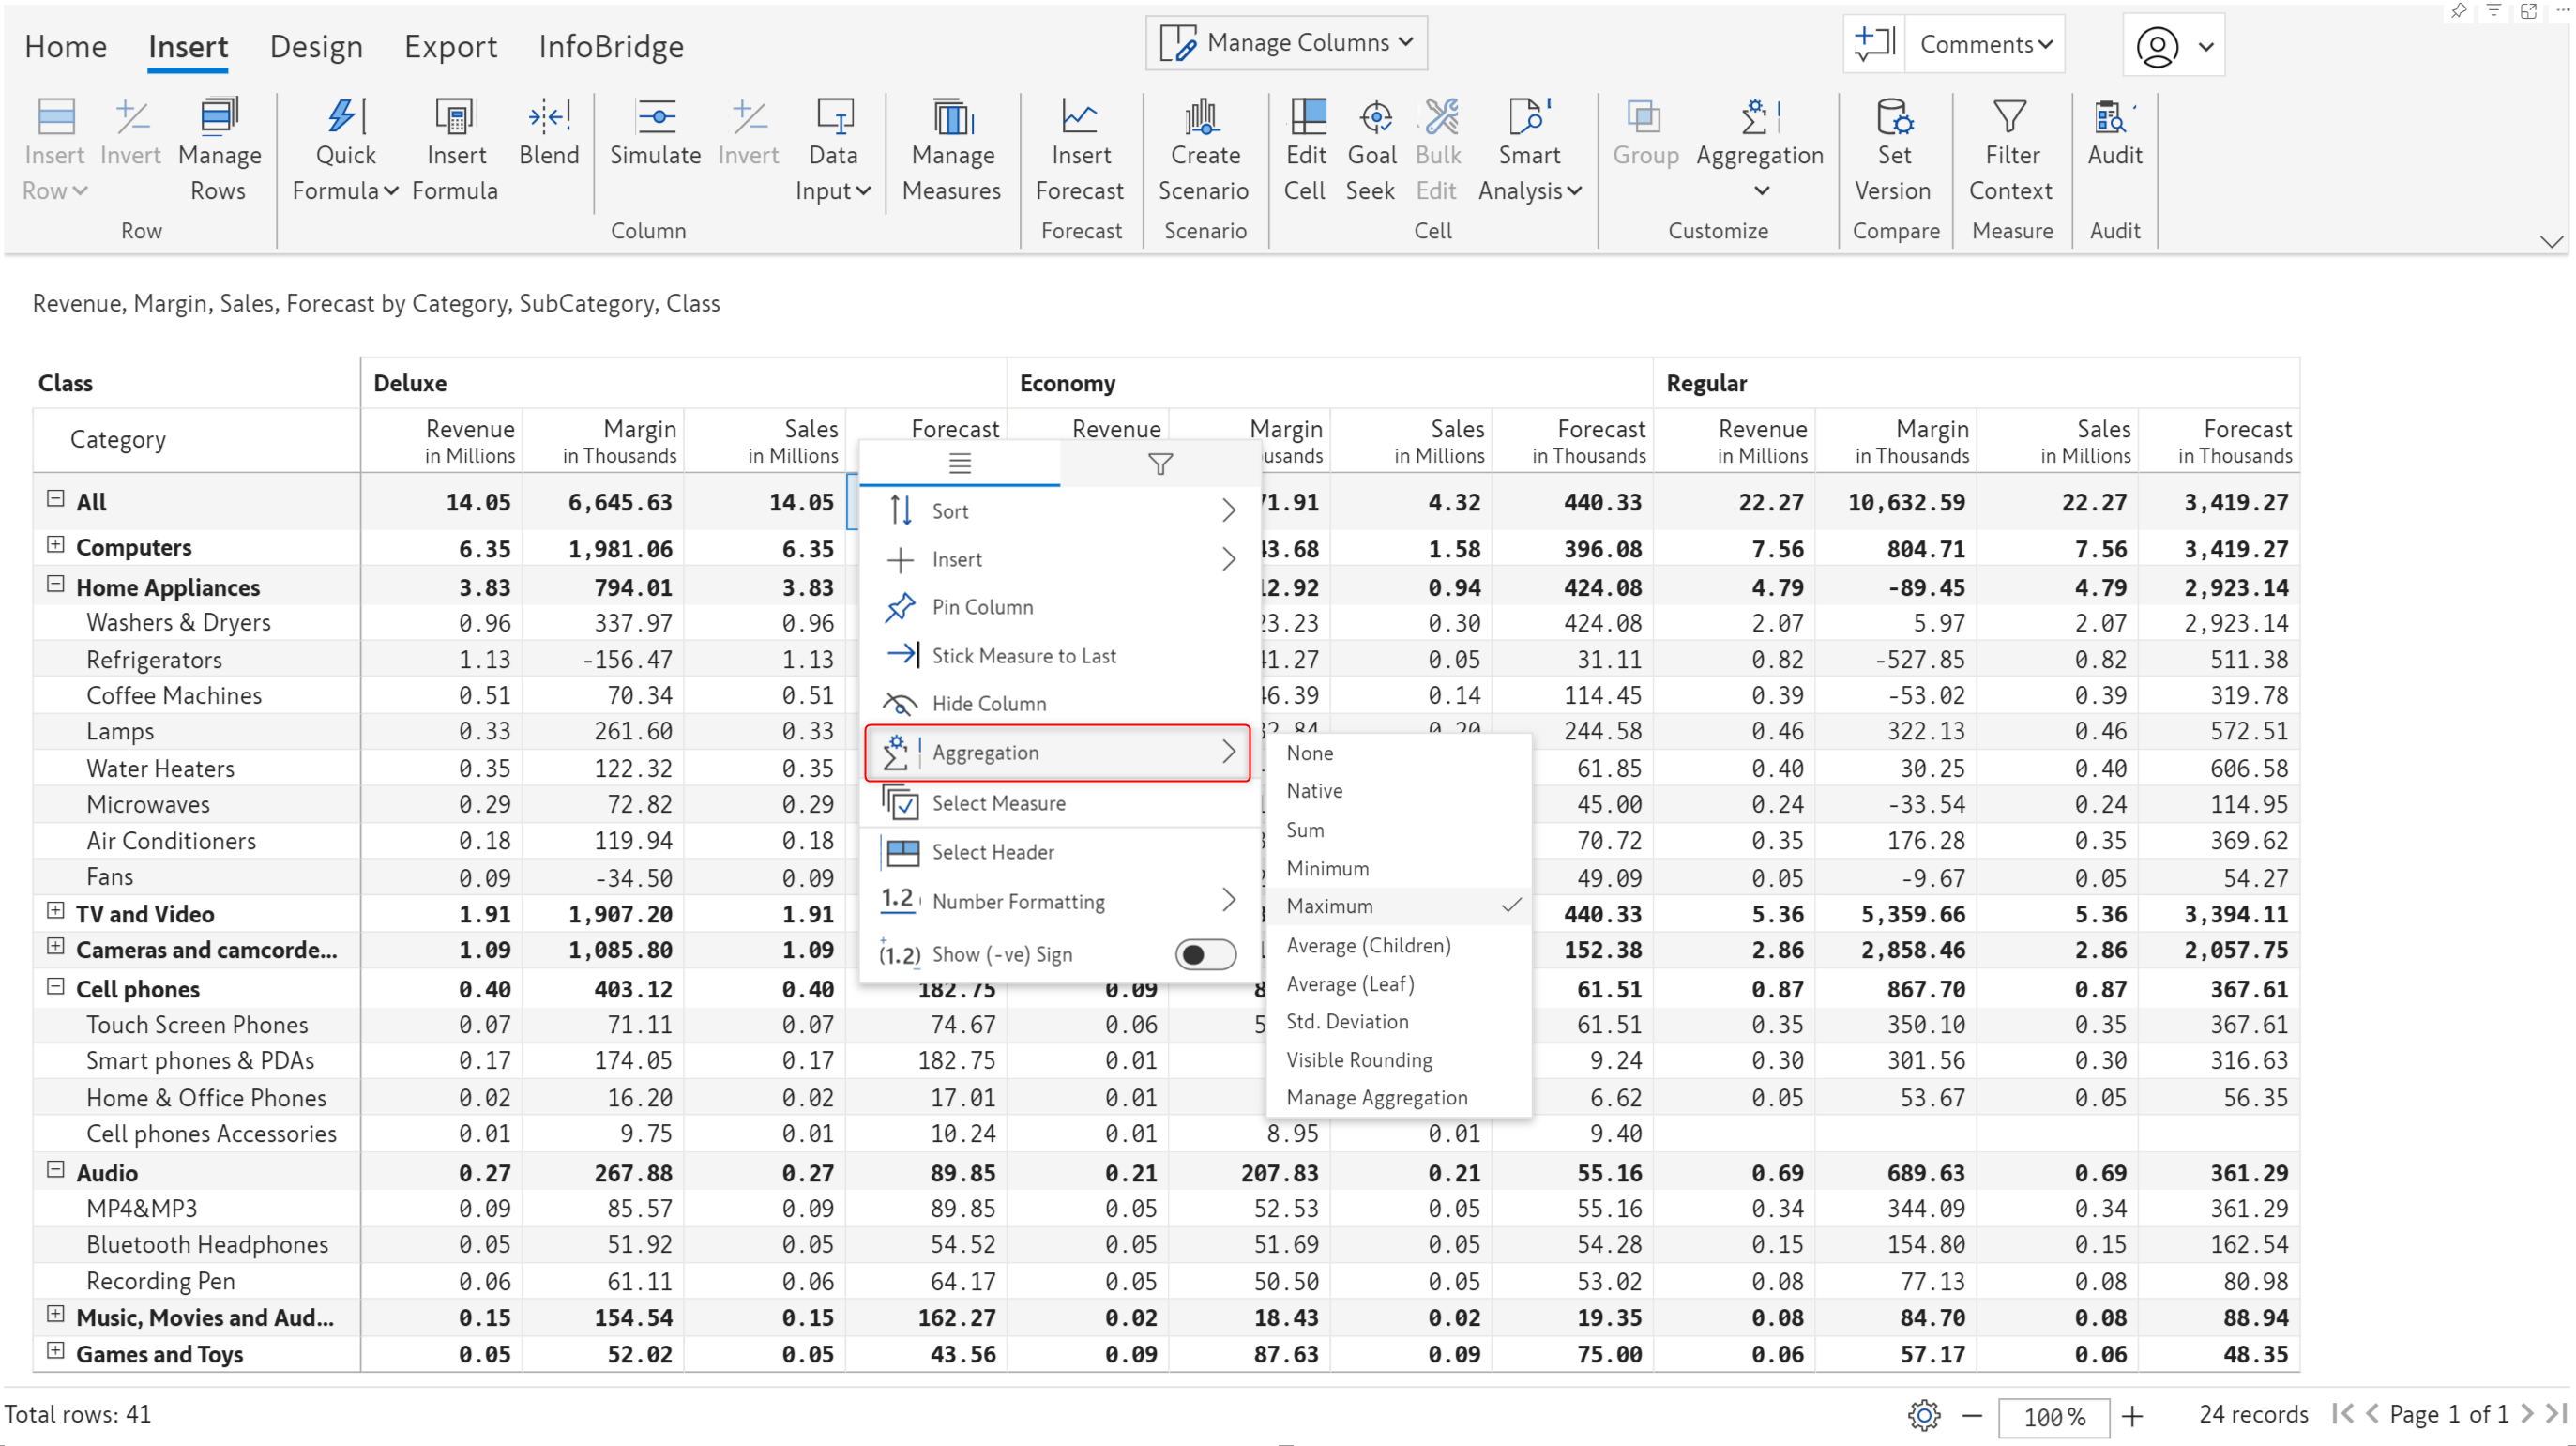 Home Insert Design Export InfoBridge Manage Columns Comments
Insert Row Invert Manage Rows Quick Formula Insert Formula Blend Simulate Invert Data Input Manage Measures Insert Forecast Create Scenario Edit Cell Goal Seek Bulk Edit Smart Analysis Group Aggregation Set Version Filter Context Audit
Row Column Forecast Scenario Cell Customize Compare Measure Audit
Revenue, Margin, Sales, Forecast by Category, SubCategory, Class
Class Deluxe Economy Regular
Category Revenue Margin Sales Forecast Revenue Margin Sales Forecast Revenue Margin Sales Forecast
in Millions in Thousands in Millions in Millions in Thousands in Millions in Thousands in Millions in Thousands
All 14.05 6,645.63 14.05 71.91 4.32 440.33 22.27 10,632.59 22.27 3,419.27
Computers 6.35 1,981.06 6.35 43.68 1.58 396.08 7.56 804.71 7.56 3,419.27
Home Appliances 3.83 794.01 3.83 2.92 0.94 424.08 4.79 -89.45 4.79 2,923.14
Washers & Dryers 0.96 337.97 0.96 23.23 0.30 424.08 2.07 5.97 2.07 2,923.14
Refrigerators 1.13 -156.47 1.13 41.27 0.05 31.11 0.82 -527.85 0.82 511.38
Coffee Machines 0.51 70.34 0.51 46.39 0.14 114.45 0.39 -53.02 0.39 319.78
Lamps 0.33 261.60 0.33 32.84 0.20 244.58 0.46 322.13 0.46 572.51
Water Heaters 0.35 122.32 0.35 61.85 0.40 30.25 0.40 606.58
Microwaves 0.29 72.82 0.29 45.00 0.24 -33.54 0.24 114.95
Air Conditioners 0.18 119.94 0.18 70.72 0.35 176.28 0.35 369.62
Fans 0.09 -34.50 0.09 49.09 0.05 -9.67 0.05 54.27
TV and Video 1.91 1,907.20 1.91 440.33 5.36 5,359.66 5.36 3,394.11
Cameras and camcorde... 1.09 1,085.80 1.09 152.38 2.86 2,858.46 2.86 2,057.75
Cell phones 0.40 403.12 0.40 182.75 0.09 8 61.51 0.87 867.70 0.87 367.61
Touch Screen Phones 0.07 71.11 0.07 74.67 0.06 5 61.51 0.35 350.10 0.35 367.61
Smart phones & PDAs 0.17 174.05 0.17 182.75 0.01 9.24 0.30 301.56 0.30 316.63
Home & Office Phones 0.02 16.20 0.02 17.01 0.01 6.62 0.05 53.67 0.05 56.35
Cell phones Accessories 0.01 9.75 0.01 10.24 0.01 8.95 0.01 9.40
Audio 0.27 267.88 0.27 89.85 0.21 207.83 0.21 55.16 0.69 689.63 0.69 361.29
MP4&MP3 0.09 85.57 0.09 89.85 0.05 52.53 0.05 55.16 0.34 344.09 0.34 361.29
Bluetooth Headphones 0.05 51.92 0.05 54.52 0.05 51.69 0.05 54.28 0.15 154.80 0.15 162.54
Recording Pen 0.06 61.11 0.06 64.17 0.05 50.50 0.05 53.02 0.08 77.13 0.08 80.98
Music, Movies and Aud... 0.15 154.54 0.15 162.27 0.02 18.43 0.02 19.35 0.08 84.70 0.08 88.94
Games and Toys 0.05 52.02 0.05 43.56 0.09 87.63 0.09 75.00 0.06 57.17 0.06 48.35
Sort
Insert
Pin Column
Stick Measure to Last
Hide Column
Aggregation
Select Measure
Select Header
1.2 Number Formatting
(1.2) Show (-ve) Sign
None
Native
Sum
Minimum
Maximum
Average (Children)
Average (Leaf)
Std. Deviation
Visible Rounding
Manage Aggregation
Total rows: 41 100% 24 records Page 1 of 1